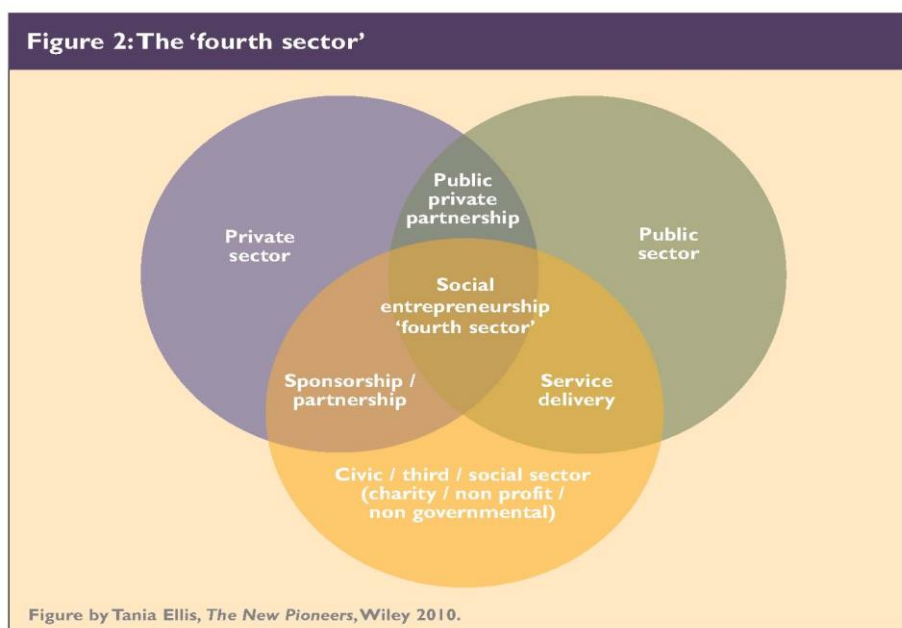 Figure 2: The ‘fourth sector’
Public
private
partnership
Private
sector
Public
sector
Social
entrepreneurship
‘fourth sector’
Sponsorship /
partnership
Service
delivery
Civic / third / social sector
(charity / non profit /
non governmental)
Figure by Tania Ellis, The New Pioneers, Wiley 2010.